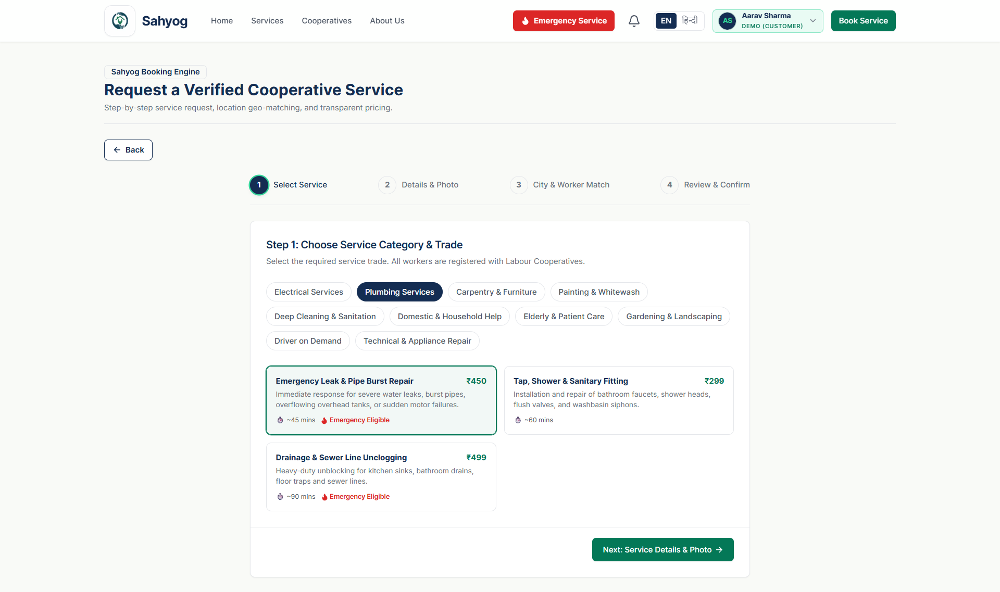 Sahyog
Home
Services
Cooperatives
About Us
Emergency Service
EN
हिन्दी
AS
Aarav Sharma
DEMO (CUSTOMER)
Book Service
Sahyog Booking Engine
Request a Verified Cooperative Service
Step-by-step service request, location geo-matching, and transparent pricing.
← Back
1 Select Service
2 Details & Photo
3 City & Worker Match
4 Review & Confirm
Step 1: Choose Service Category & Trade
Select the required service trade. All workers are registered with Labour Cooperatives.
Electrical Services
Plumbing Services
Carpentry & Furniture
Painting & Whitewash
Deep Cleaning & Sanitation
Domestic & Household Help
Elderly & Patient Care
Gardening & Landscaping
Driver on Demand
Technical & Appliance Repair
Emergency Leak & Pipe Burst Repair ₹450
Immediate response for severe water leaks, burst pipes,
overflowing overhead tanks, or sudden motor failures.
~45 mins Emergency Eligible
Tap, Shower & Sanitary Fitting ₹299
Installation and repair of bathroom faucets, shower heads,
flush valves, and washbasin siphons.
~60 mins
Drainage & Sewer Line Unclogging ₹499
Heavy-duty unblocking for kitchen sinks, bathroom drains,
floor traps and sewer lines.
~90 mins Emergency Eligible
Next: Service Details & Photo →